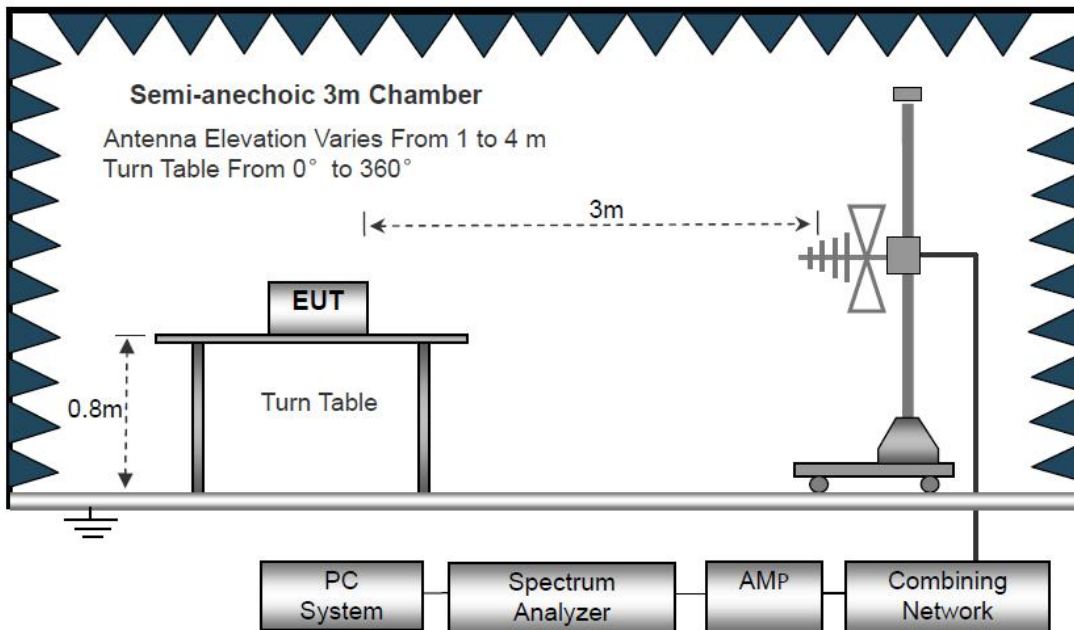 Semi-anechoic 3m Chamber
Antenna Elevation Varies From 1 to 4 m
Turn Table From 0° to 360°
3m
EUT
0.8m
Turn Table
PC
System
Spectrum
Analyzer
AMP
Combining
Network